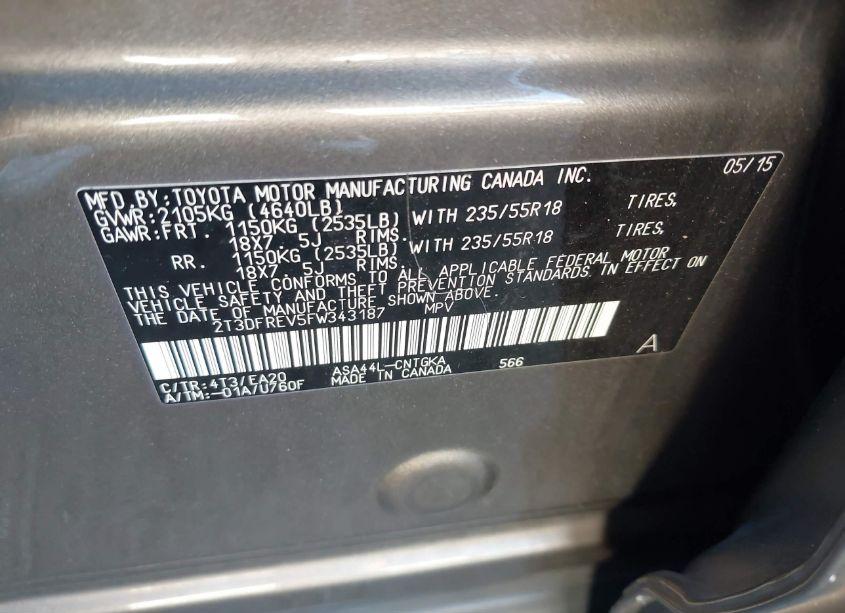 MFD.BY:TOYOTA MOTOR MANUFACTURING CANADA INC. 05/15
GVWR:2105KG (4640LB)
GAWR:FRT. 1150KG (2535LB) WITH 235/55R18 TIRES,
18X7. 5J RIMS.
RR. 1150KG (2535LB) WITH 235/55R18 TIRES,
18X7. 5J RIMS.
THIS VEHICLE CONFORMS TO ALL APPLICABLE FEDERAL MOTOR
VEHICLE SAFETY AND THEFT PREVENTION STANDARDS IN EFFECT ON
THE DATE OF MANUFACTURE SHOWN ABOVE.
2T3DFREV5FW343187 MPV
A
C/TR:4T3/EA20 ASA44L-CNTGKA 566
A/TM:-01A/U760F MADE IN CANADA